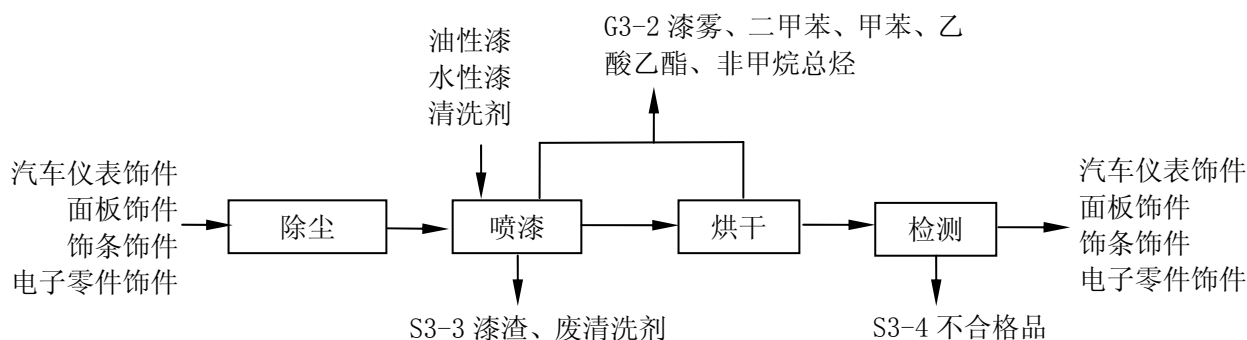 油性漆
水性漆
清洗剂
G3-2 漆雾、二甲苯、甲苯、乙
酸乙酯、非甲烷总烃
汽车仪表饰件
面板饰件
饰条饰件
电子零件饰件
除尘
喷漆
烘干
检测
汽车仪表饰件
面板饰件
饰条饰件
电子零件饰件
S3-3 漆渣、废清洗剂
S3-4 不合格品